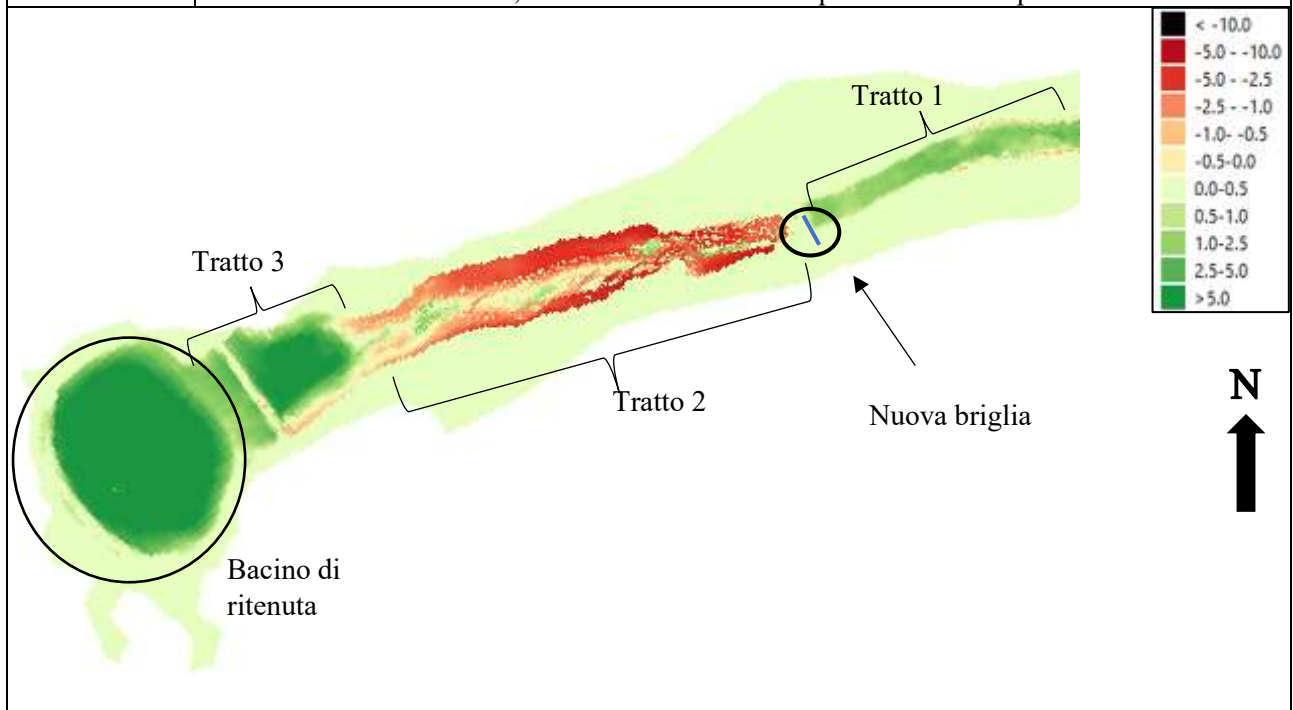 < -10.0
-5.0 - -10.0
-5.0 - -2.5
-2.5 - -1.0
-1.0- -0.5
-0.5-0.0
0.0-0.5
0.5-1.0
1.0-2.5
2.5-5.0
>5.0
Tratto 1
Tratto 3
Tratto 2
Nuova briglia
N
Bacino di
ritenuta